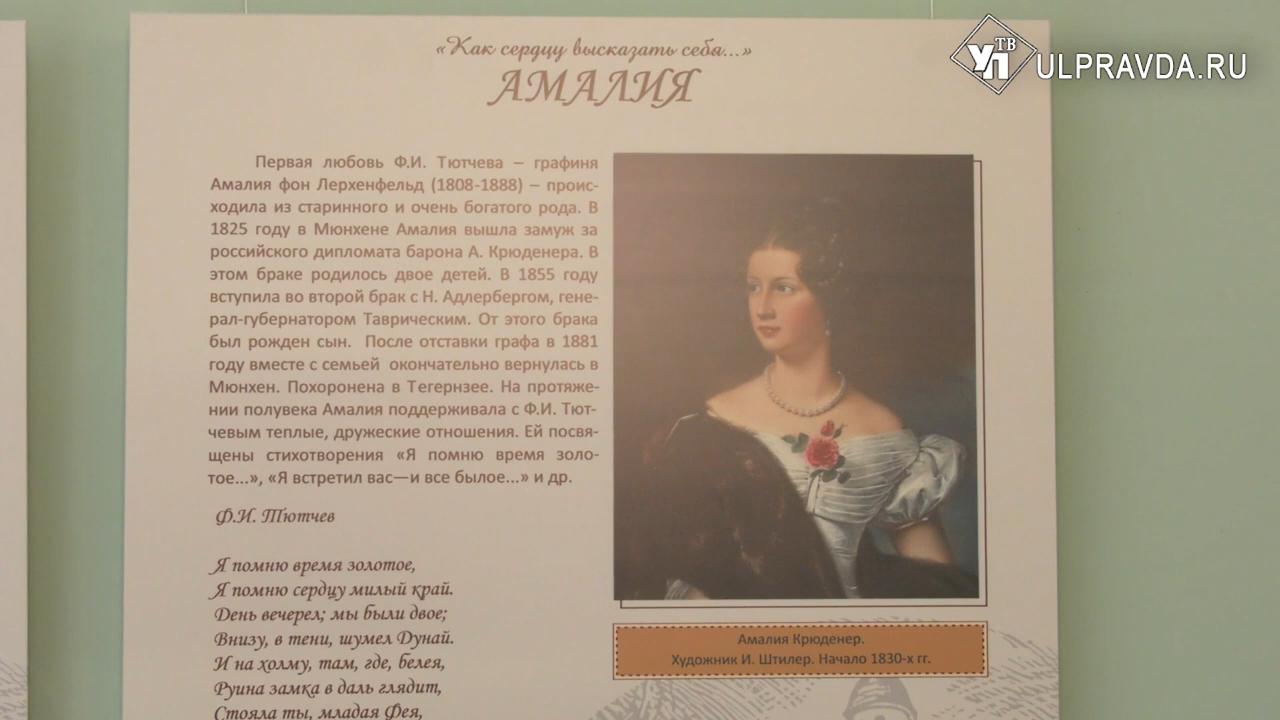 «Как сердцу высказать себя...»
АМАЛИЯ
УП ТВ ULPRAVDA.RU
Первая любовь Ф.И. Тютчева – графиня
Амалия фон Лерхенфельд (1808-1888) – проис-
ходила из старинного и очень богатого рода. В
1825 году в Мюнхене Амалия вышла замуж за
российского дипломата барона А. Крюденера. В
этом браке родилось двое детей. В 1855 году
вступила во второй брак с Н. Адлербергом, гене-
рал-губернатором Таврическим. От этого брака
был рожден сын. После отставки графа в 1881
году вместе с семьей окончательно вернулась в
Мюнхен. Похоронена в Тегернзее. На протяже-
нии полувека Амалия поддерживала с Ф.И. Тют-
чевым теплые, дружеские отношения. Ей посвя-
щены стихотворения «Я помню время золо-
тое...», «Я встретил вас—и все былое...» и др.
Ф.И. Тютчев
Я помню время золотое,
Я помню сердцу милый край.
День вечерел; мы были двое;
Внизу, в тени, шумел Дунай.
И на холму, там, где, белея,
Руина замка в даль глядит,
Стояла ты, младая Фея,
Амалия Крюденер.
Художник И. Штилер. Начало 1830-х гг.